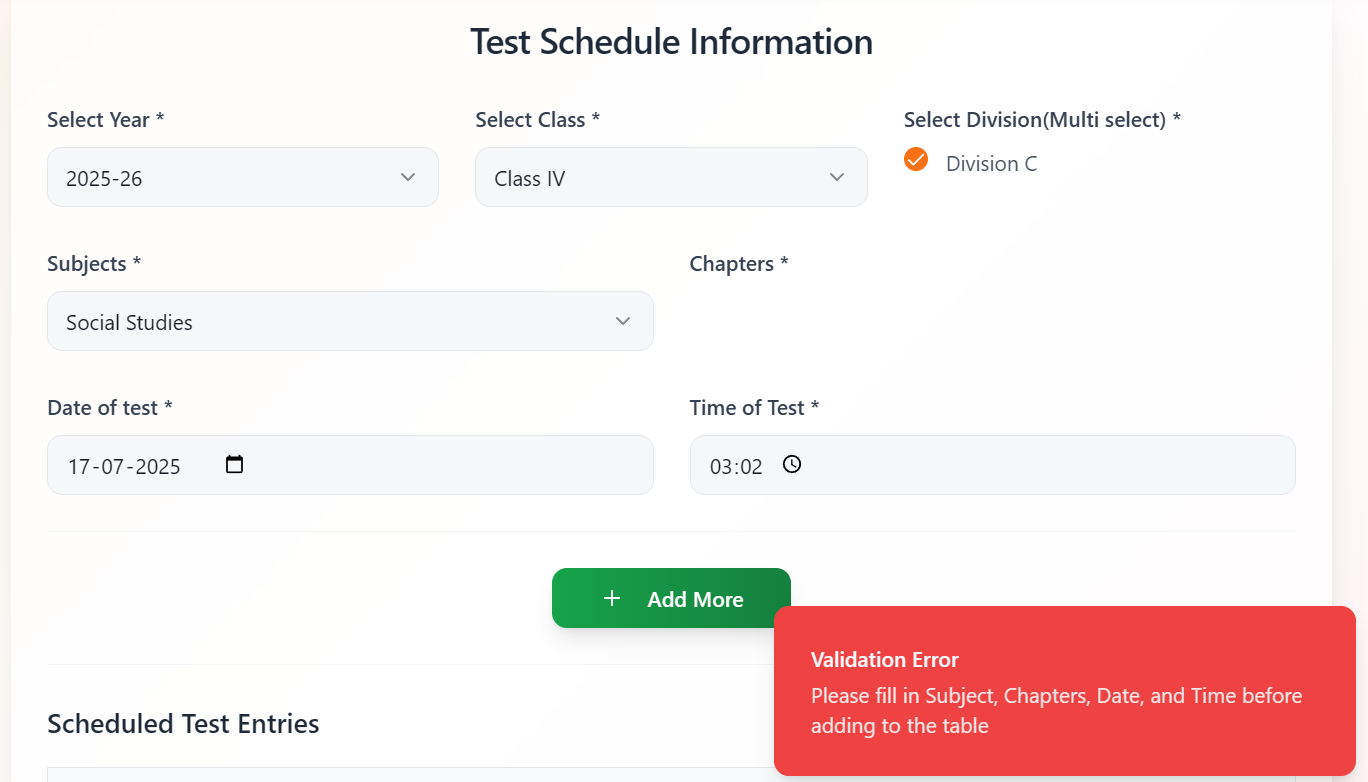 Test Schedule Information
Select Year *
Select Class *
Select Division(Multi select) *
2025-26
Class IV
Division C
Subjects *
Chapters *
Social Studies
Date of test *
Time of Test *
17-07-2025
03:02
+ Add More
Validation Error
Please fill in Subject, Chapters, Date, and Time before
adding to the table
Scheduled Test Entries